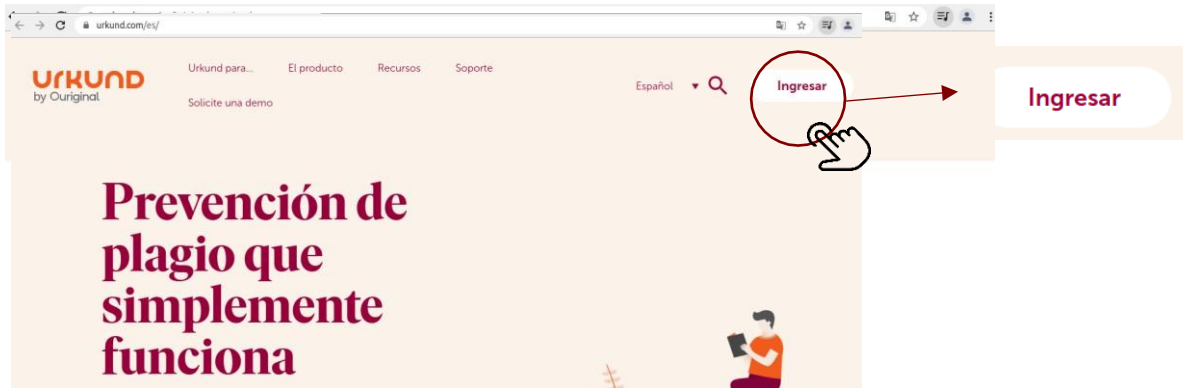 urkund.com/es/
URKUND
by Ouriginal
Urkund para... El producto Recursos Soporte
Solicite una demo
Español
Ingresar
Ingresar
Prevención de
plagio que
simplemente
funciona